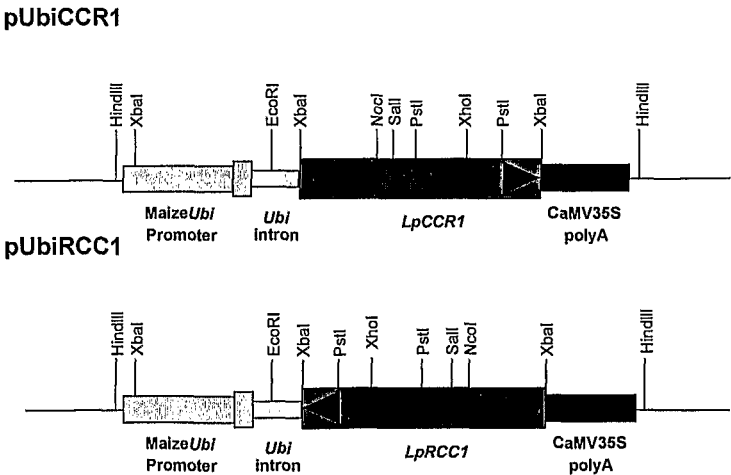 pUbiCCR1
HindIII XbaI EcoRI XbaI NcoI SalI PstI XhoI PstI XbaI HindIII
MaizeUbi Promoter
Ubi intron
LpCCR1
CaMV35S polyA
pUbiRCC1
HindIII XbaI EcoRI XbaI PstI XhoI PstI SalI NcoI XbaI HindIII
MaizeUbi Promoter
Ubi intron
LpRCC1
CaMV35S polyA